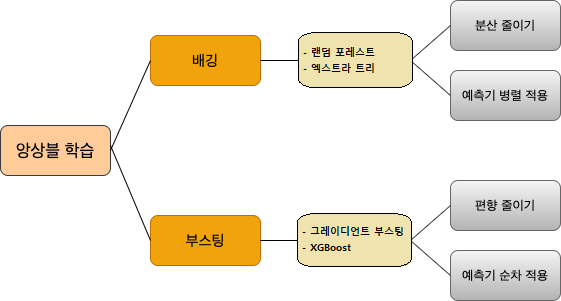 앙상블 학습
배깅
- 랜덤 포레스트
- 엑스트라 트리
분산 줄이기
예측기 병렬 적용
부스팅
- 그레이디언트 부스팅
- XGBoost
편향 줄이기
예측기 순차 적용